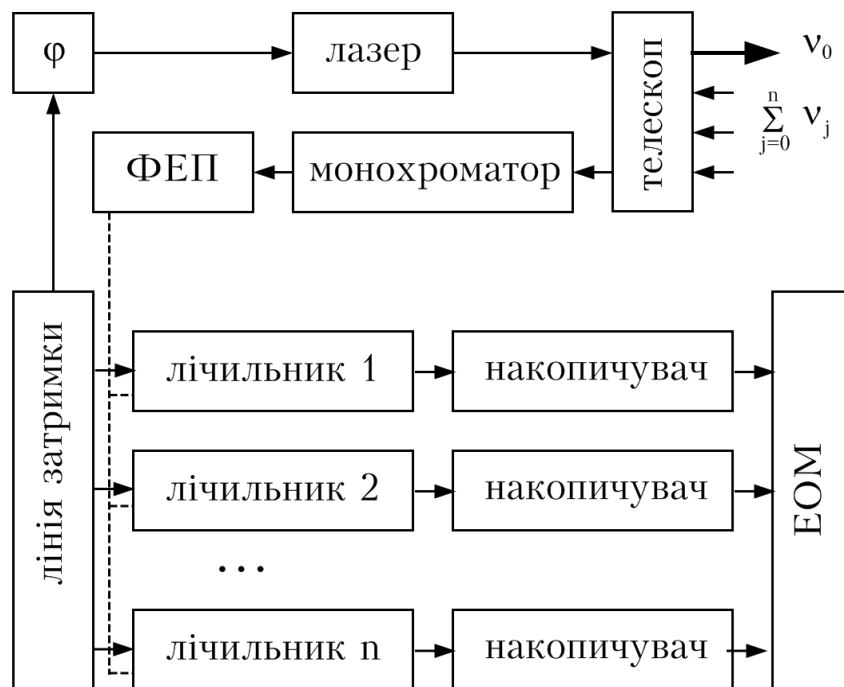 φ
лазер
телескоп
ν₀
n
∑ νⱼ
j=0
ФЕП
монохроматор
лінія затримки
лічильник 1
накопичувач
лічильник 2
накопичувач
...
лічильник n
накопичувач
ЕОМ